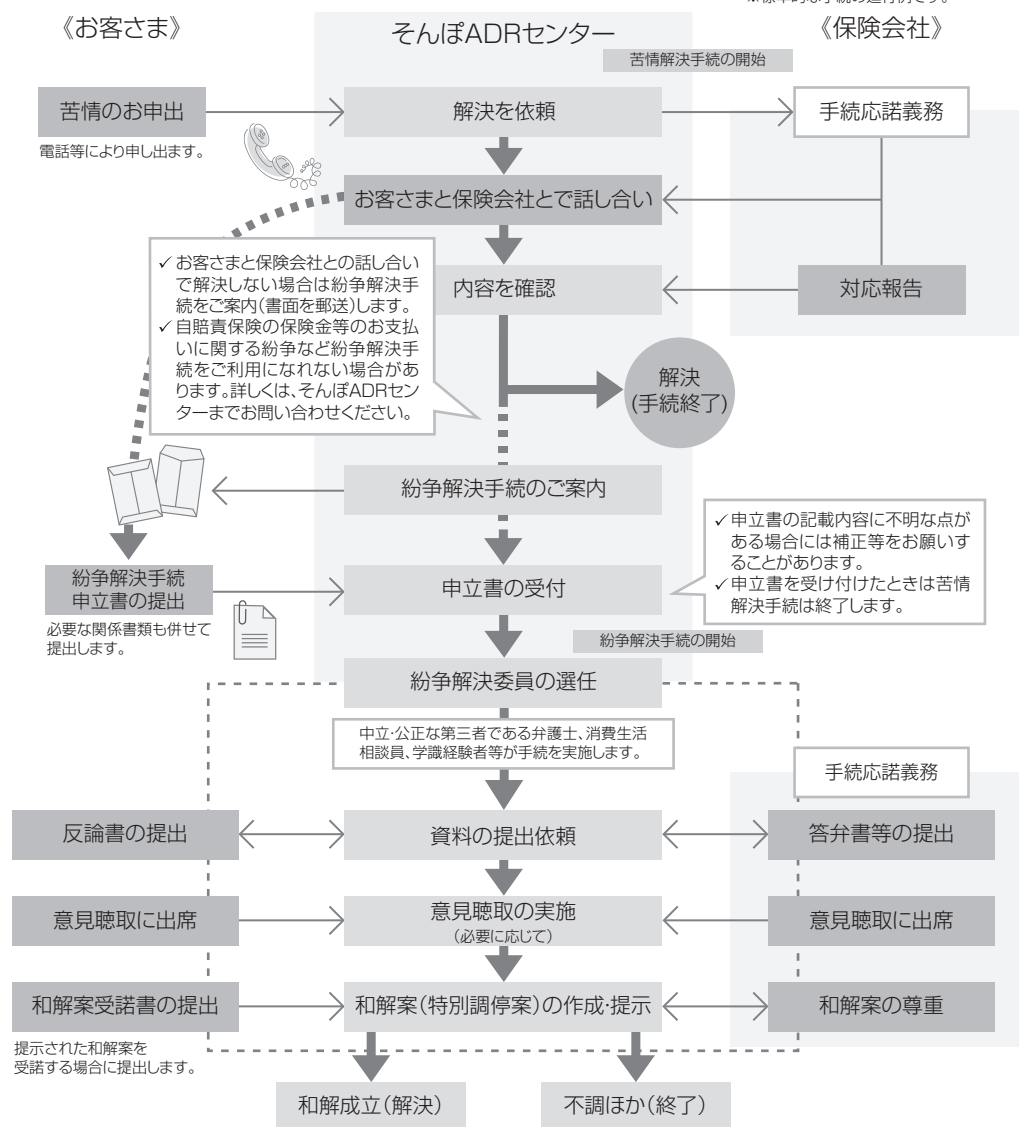 ※標準的な手続の進行例です。
《お客さま》
そんぽADRセンター
《保険会社》
苦情解決手続の開始
苦情のお申出
解決を依頼
手続応諾義務
電話等により申し出ます。
お客さまと保険会社とで話し合い
✓お客さまと保険会社との話し合い
で解決しない場合は紛争解決手
続をご案内(書面を郵送)します。
✓自賠責保険の保険金等のお支払
いに関する紛争など紛争解決手
続をご利用になれない場合があ
ります。詳しくは、そんぽADRセン
ターまでお問い合わせください。
内容を確認
対応報告
解決
(手続終了)
紛争解決手続のご案内
✓申立書の記載内容に不明な点が
ある場合には補正等をお願いす
ることがあります。
✓申立書を受け付けたときは苦情
解決手続は終了します。
紛争解決手続
申立書の提出
申立書の受付
必要な関係書類も併せて
提出します。
紛争解決手続の開始
紛争解決委員の選任
中立・公正な第三者である弁護士、消費生活
相談員、学識経験者等が手続を実施します。
手続応諾義務
反論書の提出
資料の提出依頼
答弁書等の提出
意見聴取に出席
意見聴取の実施
(必要に応じて)
意見聴取に出席
和解案受諾書の提出
和解案(特別調停案)の作成・提示
和解案の尊重
提示された和解案を
受諾する場合に提出します。
和解成立(解決)
不調ほか(終了)